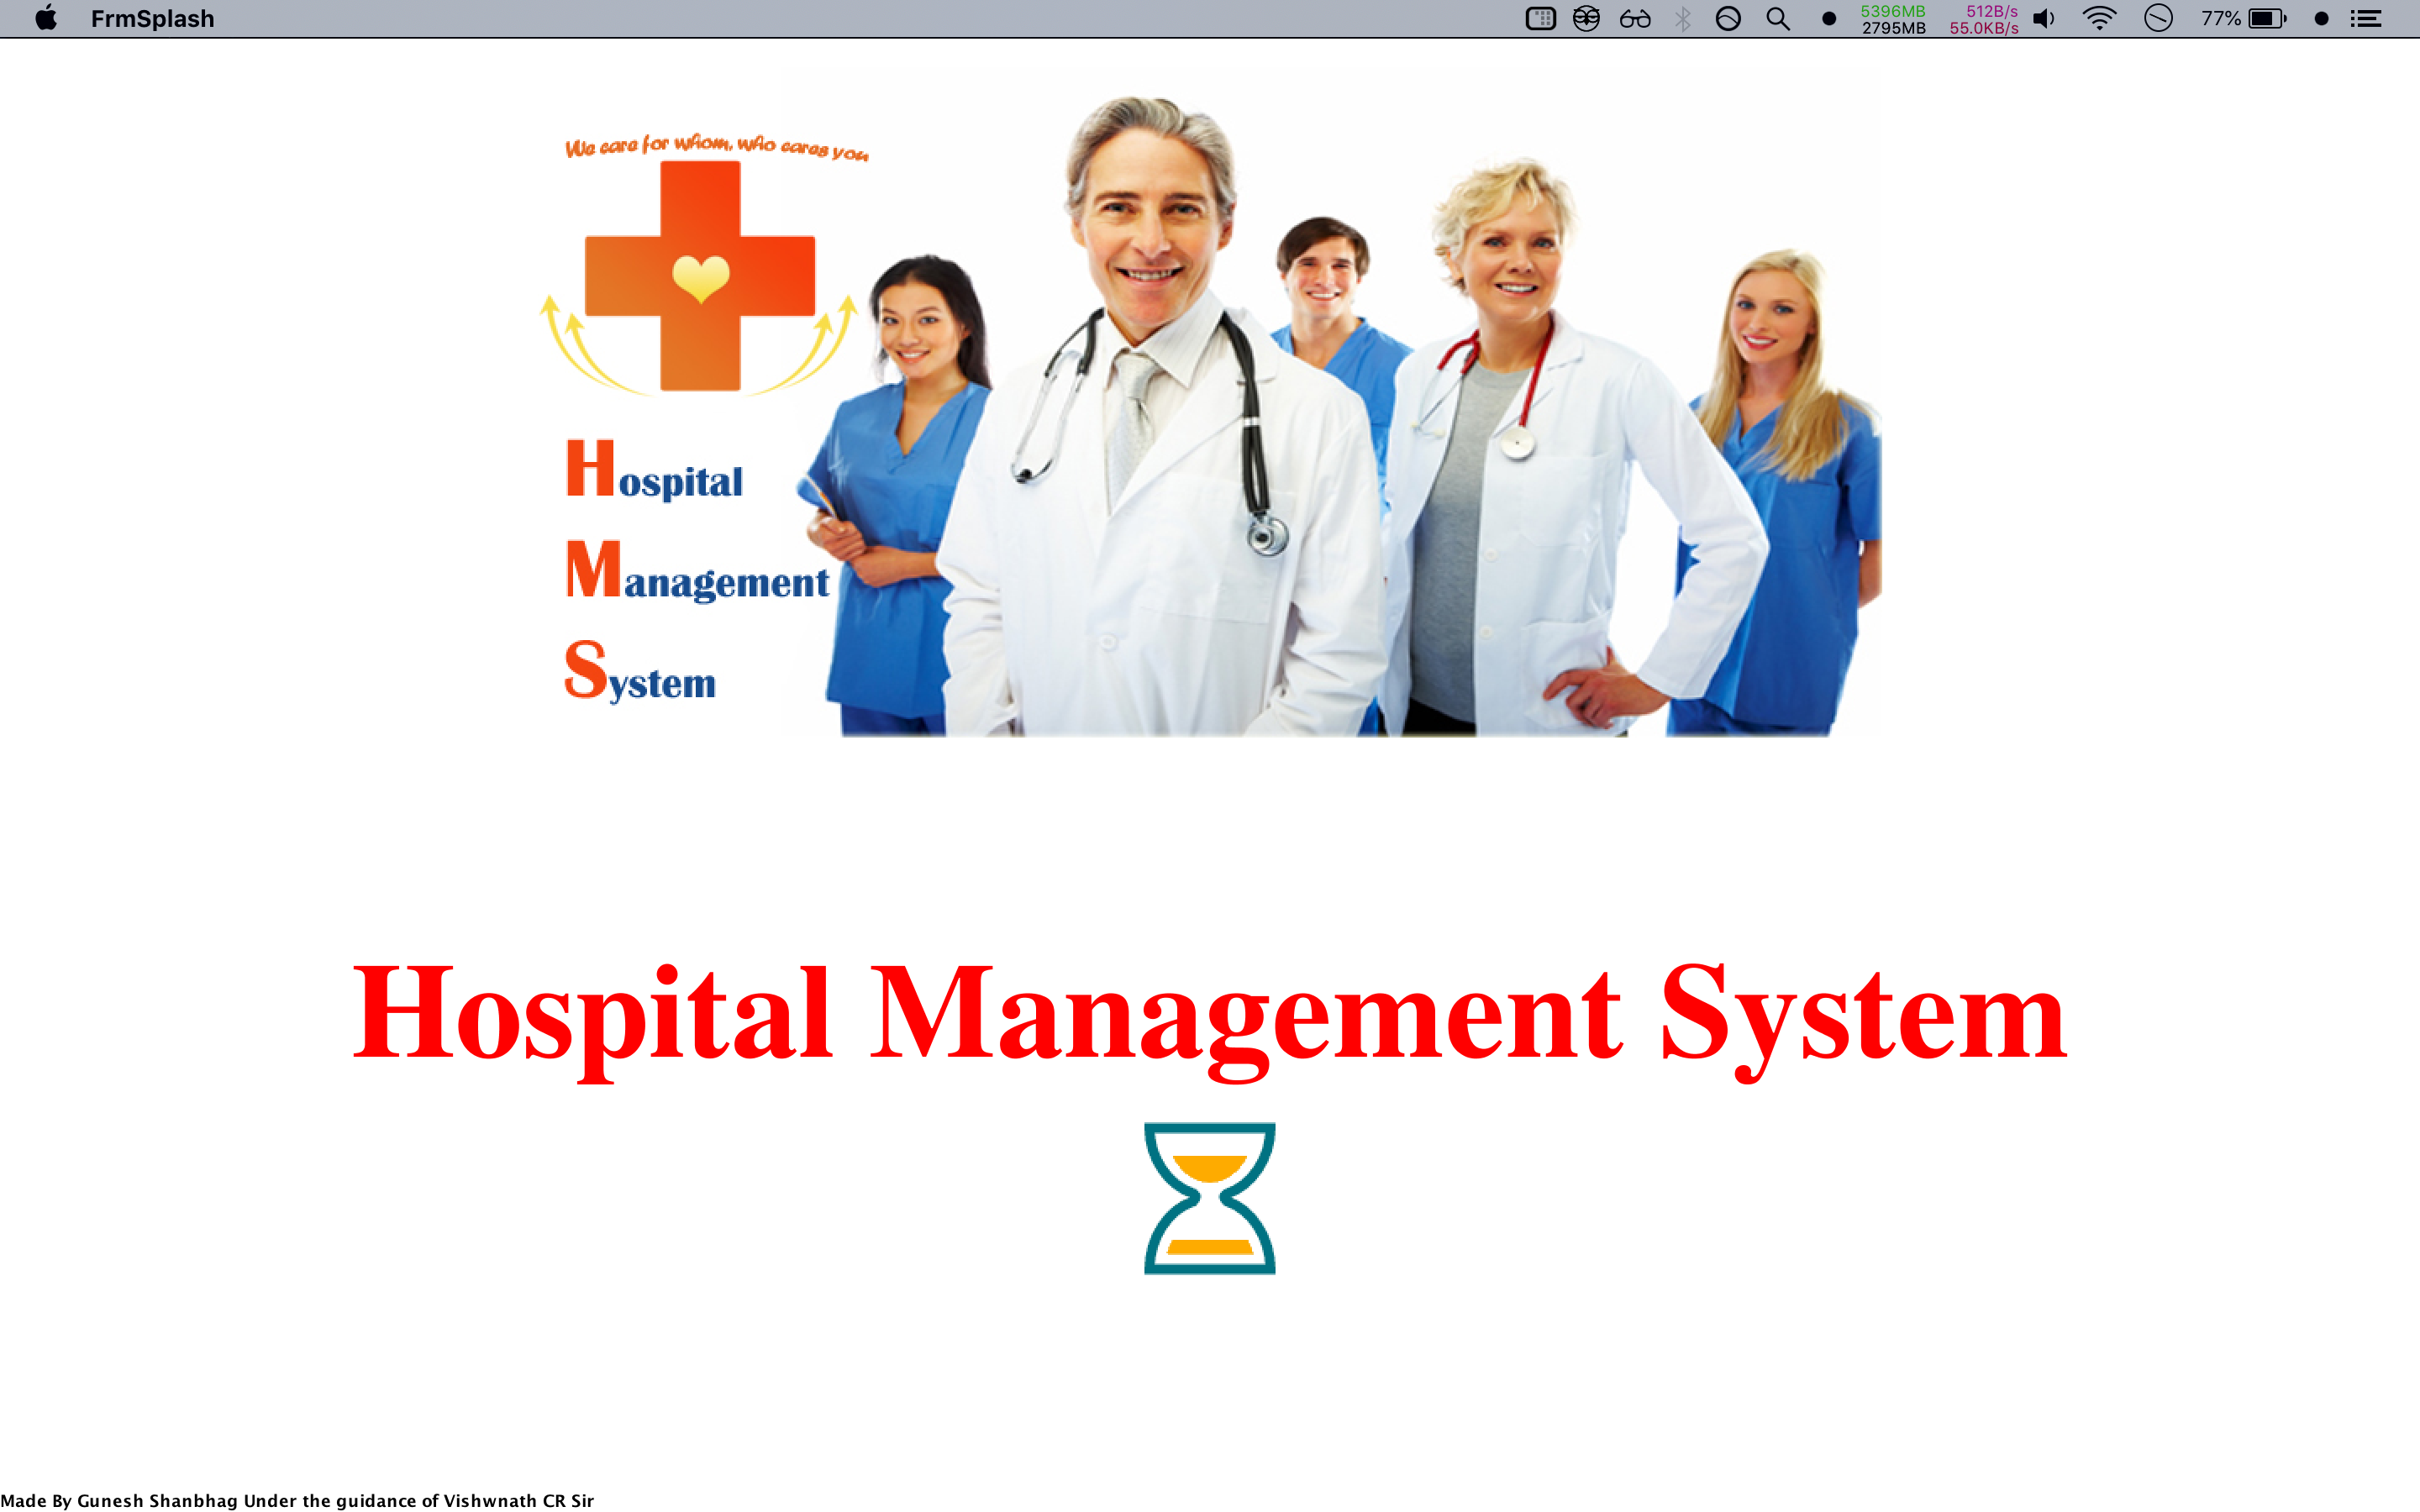 FrmSplash
5396MB 512B/s 77%
2795MB 55.0KB/s
We care for whom, who cares you
Hospital
Management
System
Hospital Management System
Made By Gunesh Shanbhag Under the guidance of Vishwnath CR Sir